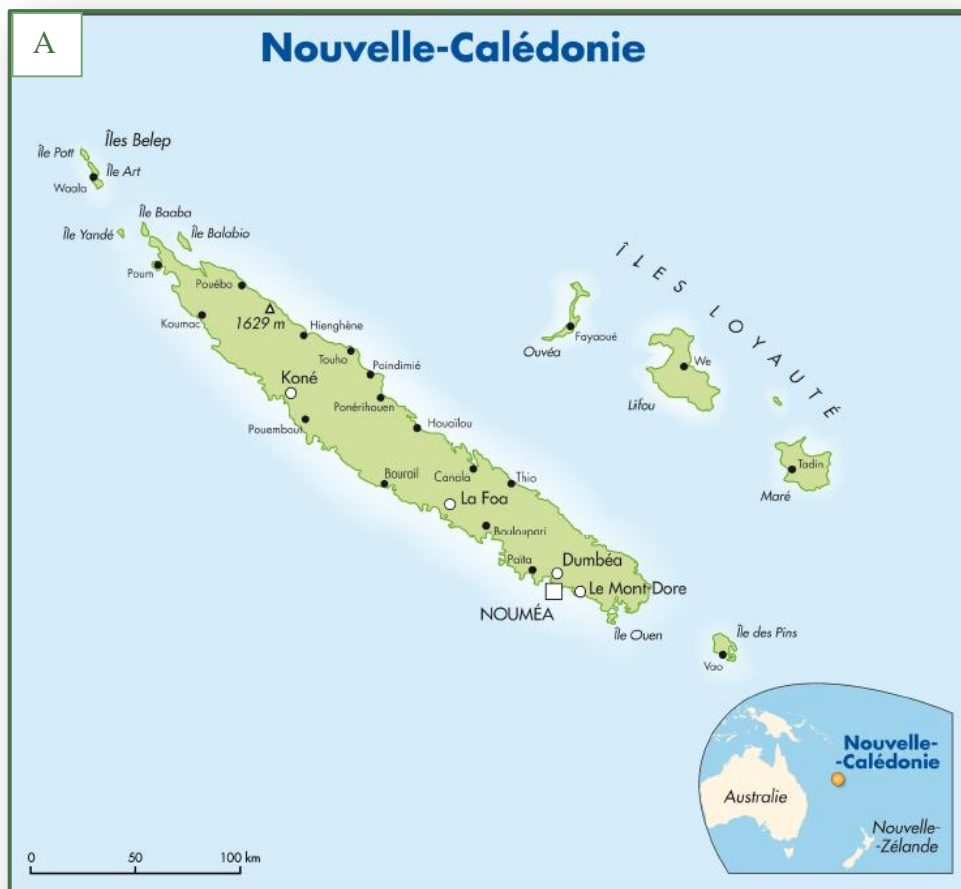 A
Nouvelle-Calédonie
Îles Belep
Île Pott
Île Art
Waala
Île Baaba
Île Yandé
Île Balabio
Poum
Pouébo
1629 m
Koumac
Hienghène
Touho
Poindimié
Koné
Ponérihouen
Pouembout
Houaïlou
Bourail
Canala
Thio
La Foa
Bouloupari
Païta
Dumbéa
Le Mont-Dore
NOUMÉA
Île Ouen
Île des Pins
Vao
ÎLES LOYAUTÉ
Fayaoué
Ouvéa
We
Lifou
Tadin
Maré
Nouvelle-
-Calédonie
Australie
Nouvelle-
-Zélande
0 50 100 km